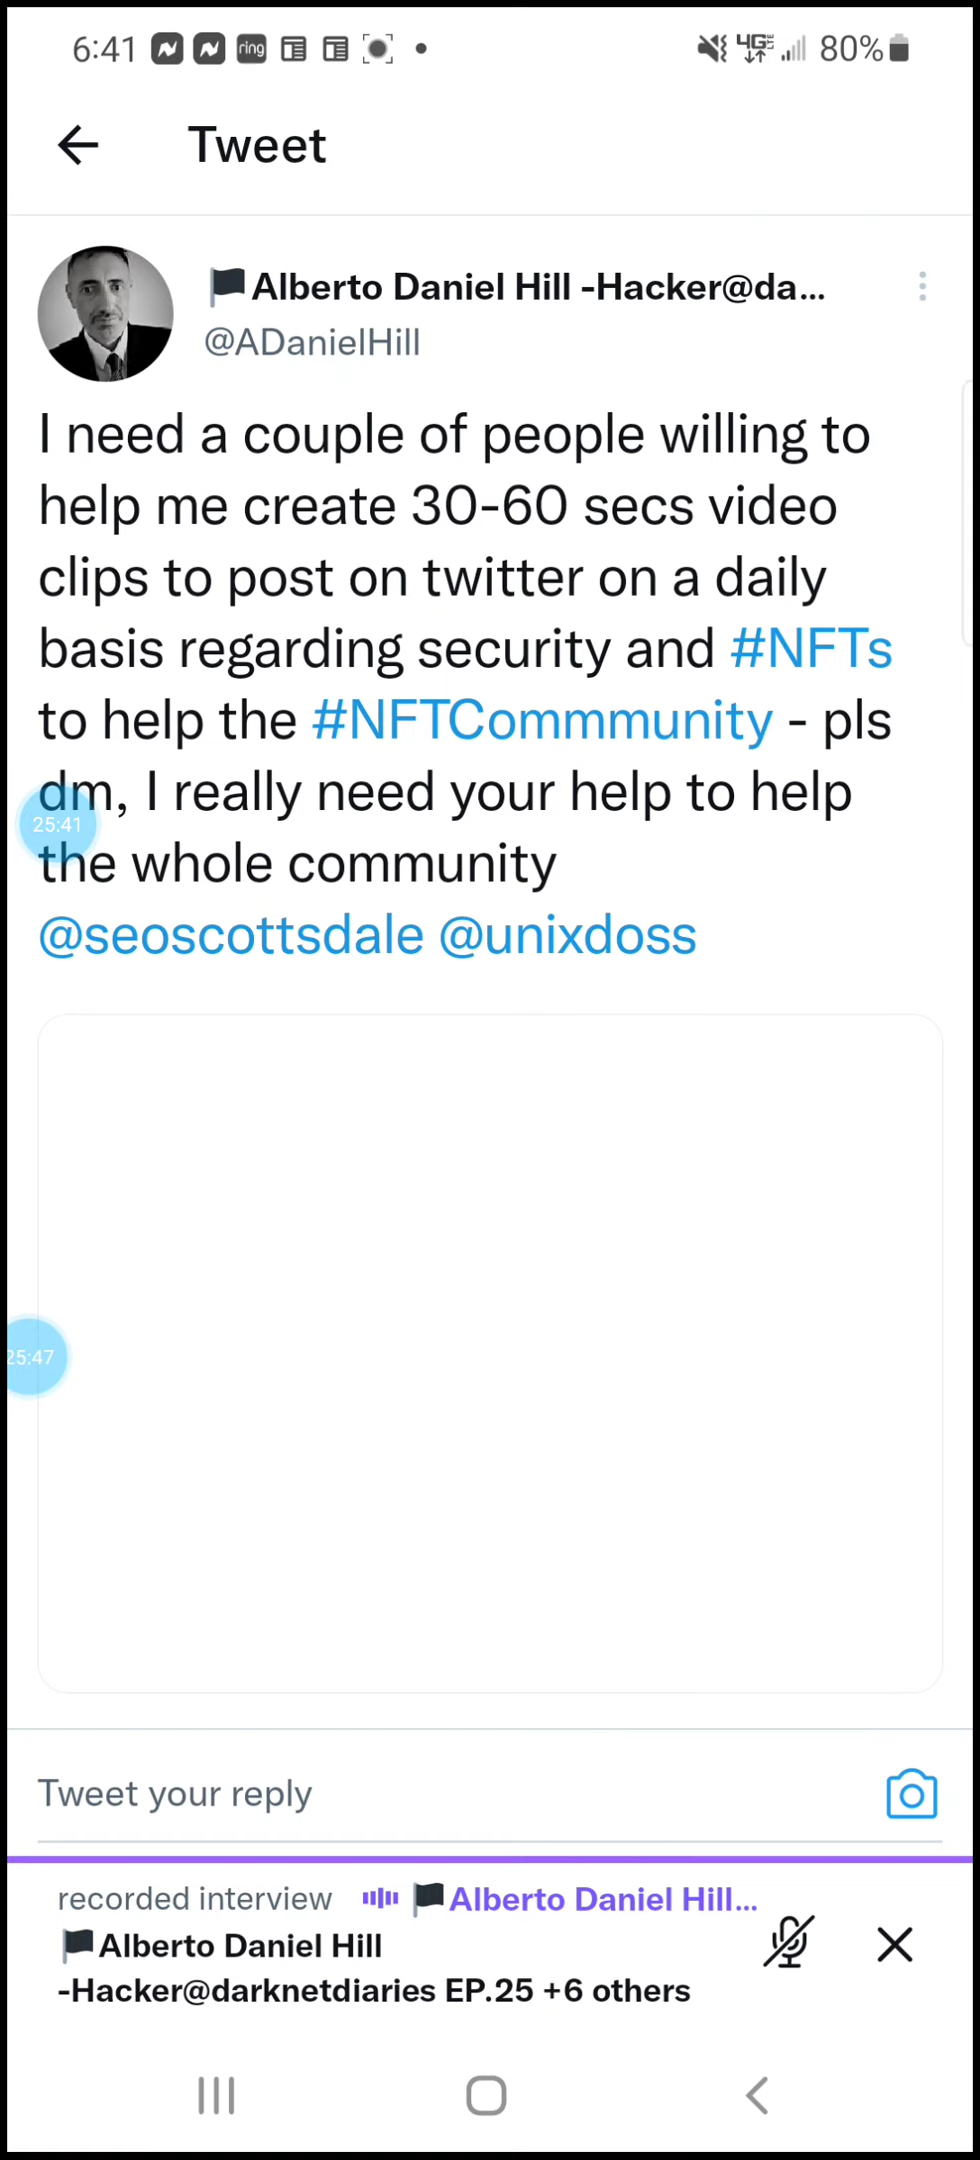 6:41 ring 4G LTE 80%
Tweet
🏴Alberto Daniel Hill -Hacker@da...
@ADanielHill
I need a couple of people willing to
help me create 30-60 secs video
clips to post on twitter on a daily
basis regarding security and #NFTs
to help the #NFTCommmunity - pls
dm, I really need your help to help
25:41
the whole community
@seoscottsdale @unixdoss
25:47
Tweet your reply
recorded interview 🏴Alberto Daniel Hill...
🏴Alberto Daniel Hill
-Hacker@darknetdiaries EP.25 +6 others